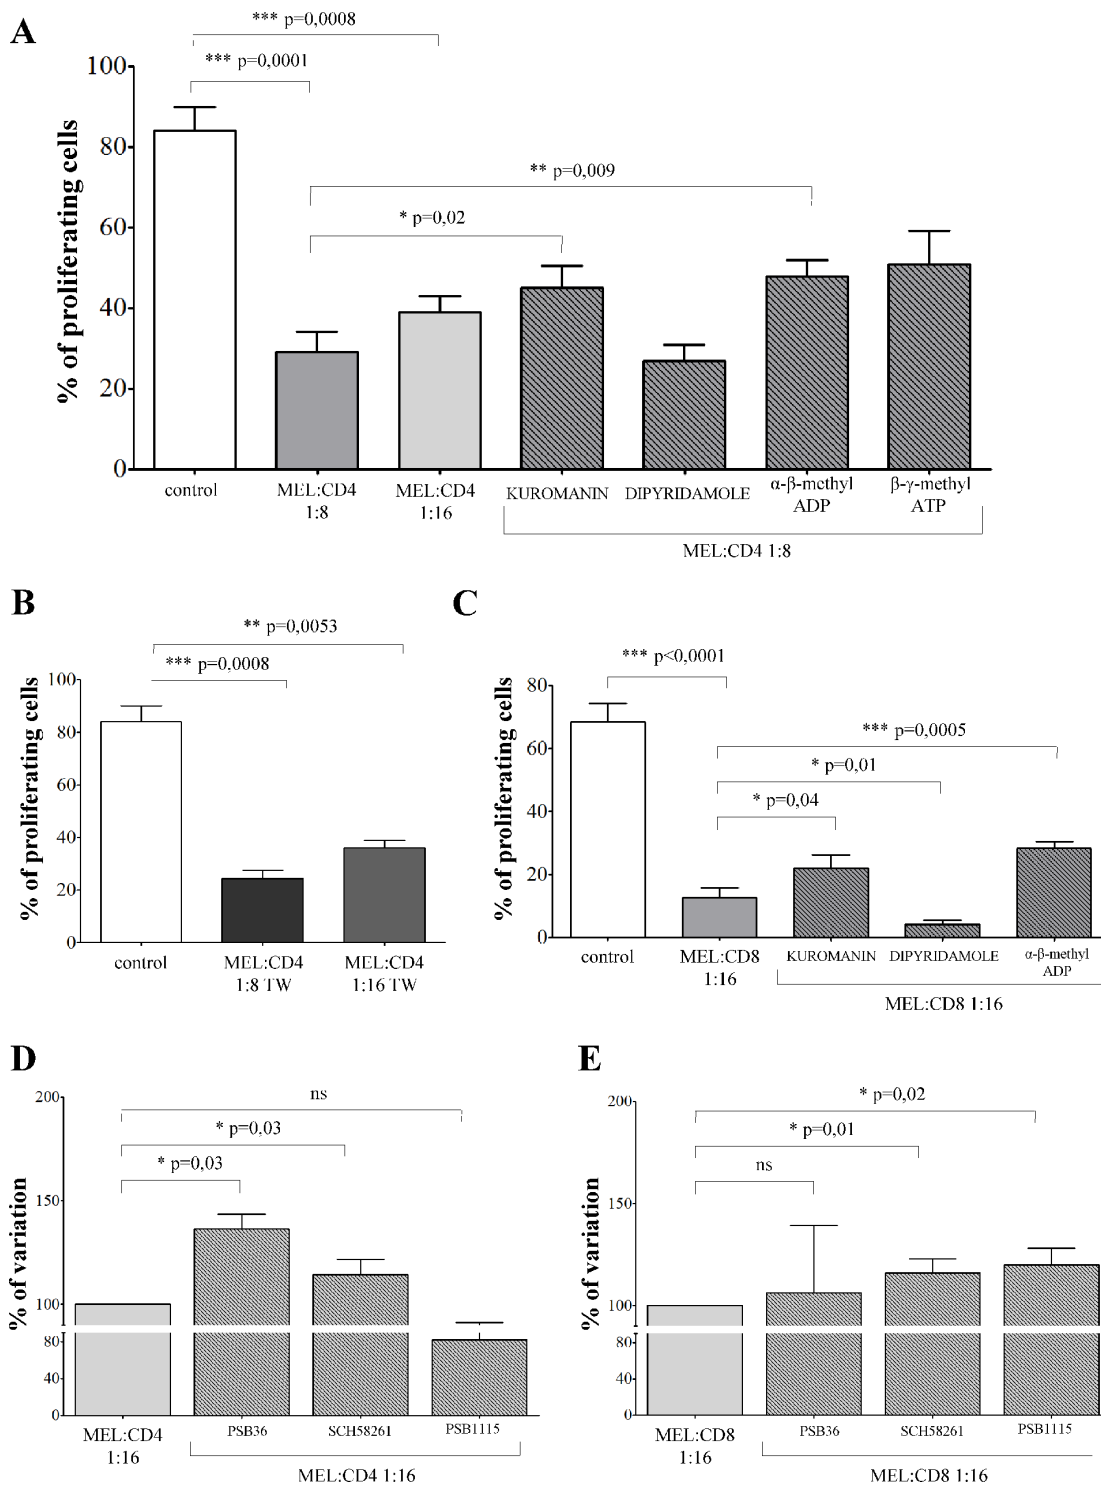 A
*** p=0,0008
*** p=0,0001
** p=0,009
* p=0,02
% of proliferating cells
100
80
60
40
20
0
control
MEL:CD4
1:8
MEL:CD4
1:16
KUROMANIN
DIPYRIDAMOLE
α-β-methyl
ADP
β-γ-methyl
ATP
MEL:CD4 1:8
B
** p=0,0053
*** p=0,0008
% of proliferating cells
100
80
60
40
20
0
control
MEL:CD4
1:8 TW
MEL:CD4
1:16 TW
C
*** p<0,0001
*** p=0,0005
* p=0,01
* p=0,04
% of proliferating cells
80
60
40
20
0
control
MEL:CD8
1:16
KUROMANIN
DIPYRIDAMOLE
α-β-methyl
ADP
MEL:CD8 1:16
D
ns
* p=0,03
* p=0,03
% of variation
200
150
100
80
40
0
MEL:CD4
1:16
PSB36
SCH58261
PSB1115
MEL:CD4 1:16
E
* p=0,02
* p=0,01
ns
% of variation
200
150
100
80
40
0
MEL:CD8
1:16
PSB36
SCH58261
PSB1115
MEL:CD8 1:16